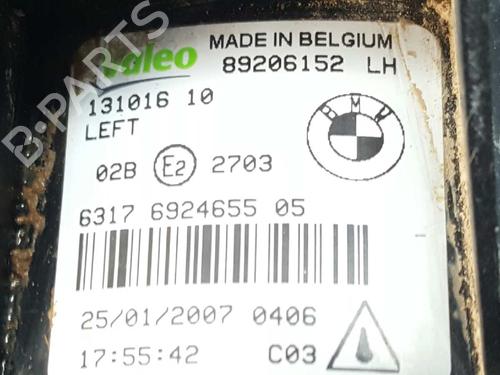 Valeo
MADE IN BELGIUM
89206152 LH
131016 10
LEFT
BMW
02B E2 2703
6317 6924655 05
25/01/2007 0406
17:55:42 C03
B-PARTS